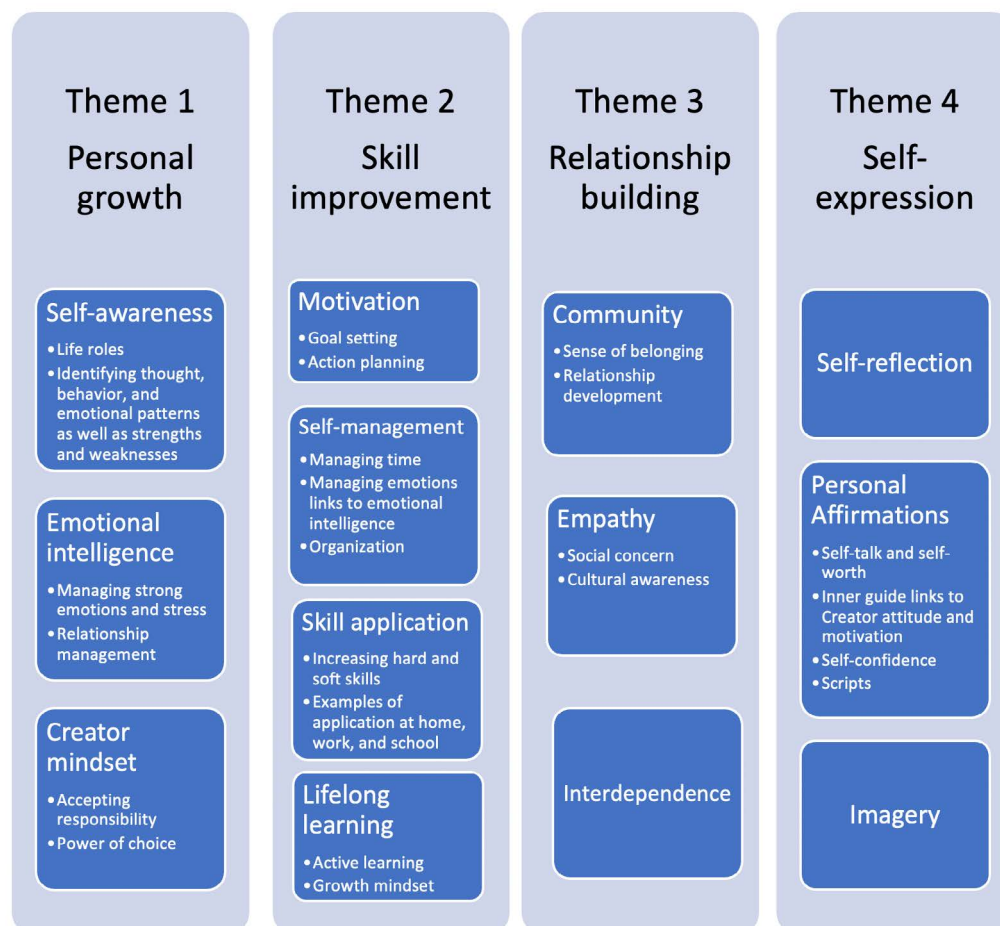 Theme 1
Personal
growth
Self-awareness
•Life roles
•Identifying thought,
behavior, and
emotional patterns
as well as strengths
and weaknesses
Emotional
intelligence
•Managing strong
emotions and stress
•Relationship
management
Creator
mindset
•Accepting
responsibility
•Power of choice
Theme 2
Skill
improvement
Motivation
•Goal setting
•Action planning
Self-management
•Managing time
•Managing emotions
links to emotional
intelligence
•Organization
Skill application
•Increasing hard and
soft skills
•Examples of
application at home,
work, and school
Lifelong
learning
•Active learning
•Growth mindset
Theme 3
Relationship
building
Community
•Sense of belonging
•Relationship
development
Empathy
•Social concern
•Cultural awareness
Interdependence
Theme 4
Self-
expression
Self-reflection
Personal
Affirmations
•Self-talk and self-
worth
•Inner guide links to
Creator attitude and
motivation
•Self-confidence
•Scripts
Imagery